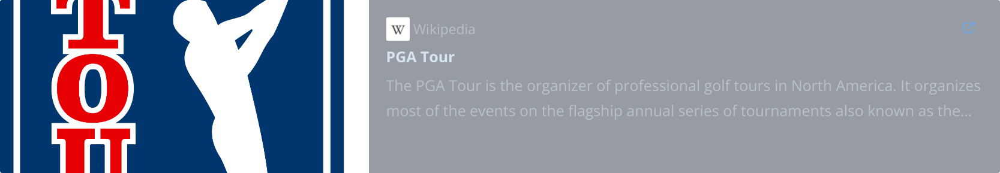 TOU
W Wikipedia
PGA Tour
The PGA Tour is the organizer of professional golf tours in North America. It organizes
most of the events on the flagship annual series of tournaments also known as the...